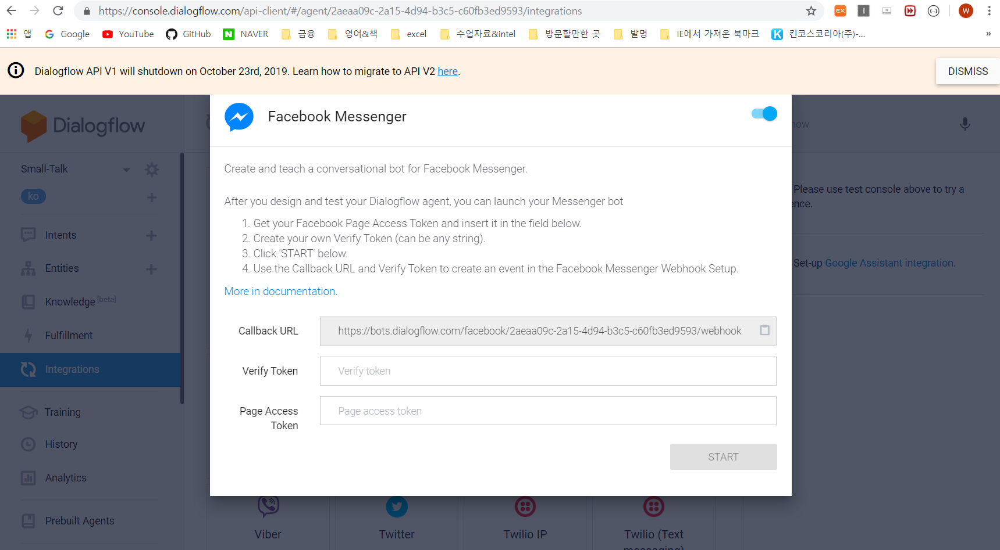 https://console.dialogflow.com/api-client/#/agent/2aeaa09c-2a15-4d94-b3c5-c60fb3ed9593/integrations
EX
W
앱 Google YouTube GitHub NAVER 금융 영어&책 excel 수업자료&intel 방문할만한 곳 발명 IE에서 가져온 북마크 킨코스코리아(주)-... »
Dialogflow API V1 will shutdown on October 23rd, 2019. Learn how to migrate to API V2 here.
DISMISS
Dialogflow
Small-Talk
ko
Intents
Entities
Knowledge [beta]
Fulfillment
Integrations
Training
History
Analytics
Prebuilt Agents
Facebook Messenger
Create and teach a conversational bot for Facebook Messenger.
After you design and test your Dialogflow agent, you can launch your Messenger bot
1. Get your Facebook Page Access Token and insert it in the field below.
2. Create your own Verify Token (can be any string).
3. Click 'START' below.
4. Use the Callback URL and Verify Token to create an event in the Facebook Messenger Webhook Setup.
More in documentation.
Callback URL
https://bots.dialogflow.com/facebook/2aeaa09c-2a15-4d94-b3c5-c60fb3ed9593/webhook
Verify Token
Verify token
Page Access
Token
Page access token
START
Viber
Twitter
Twilio IP
Twilio (Text
messaging)
Please use test console above to try a
Set-up Google Assistant integration.